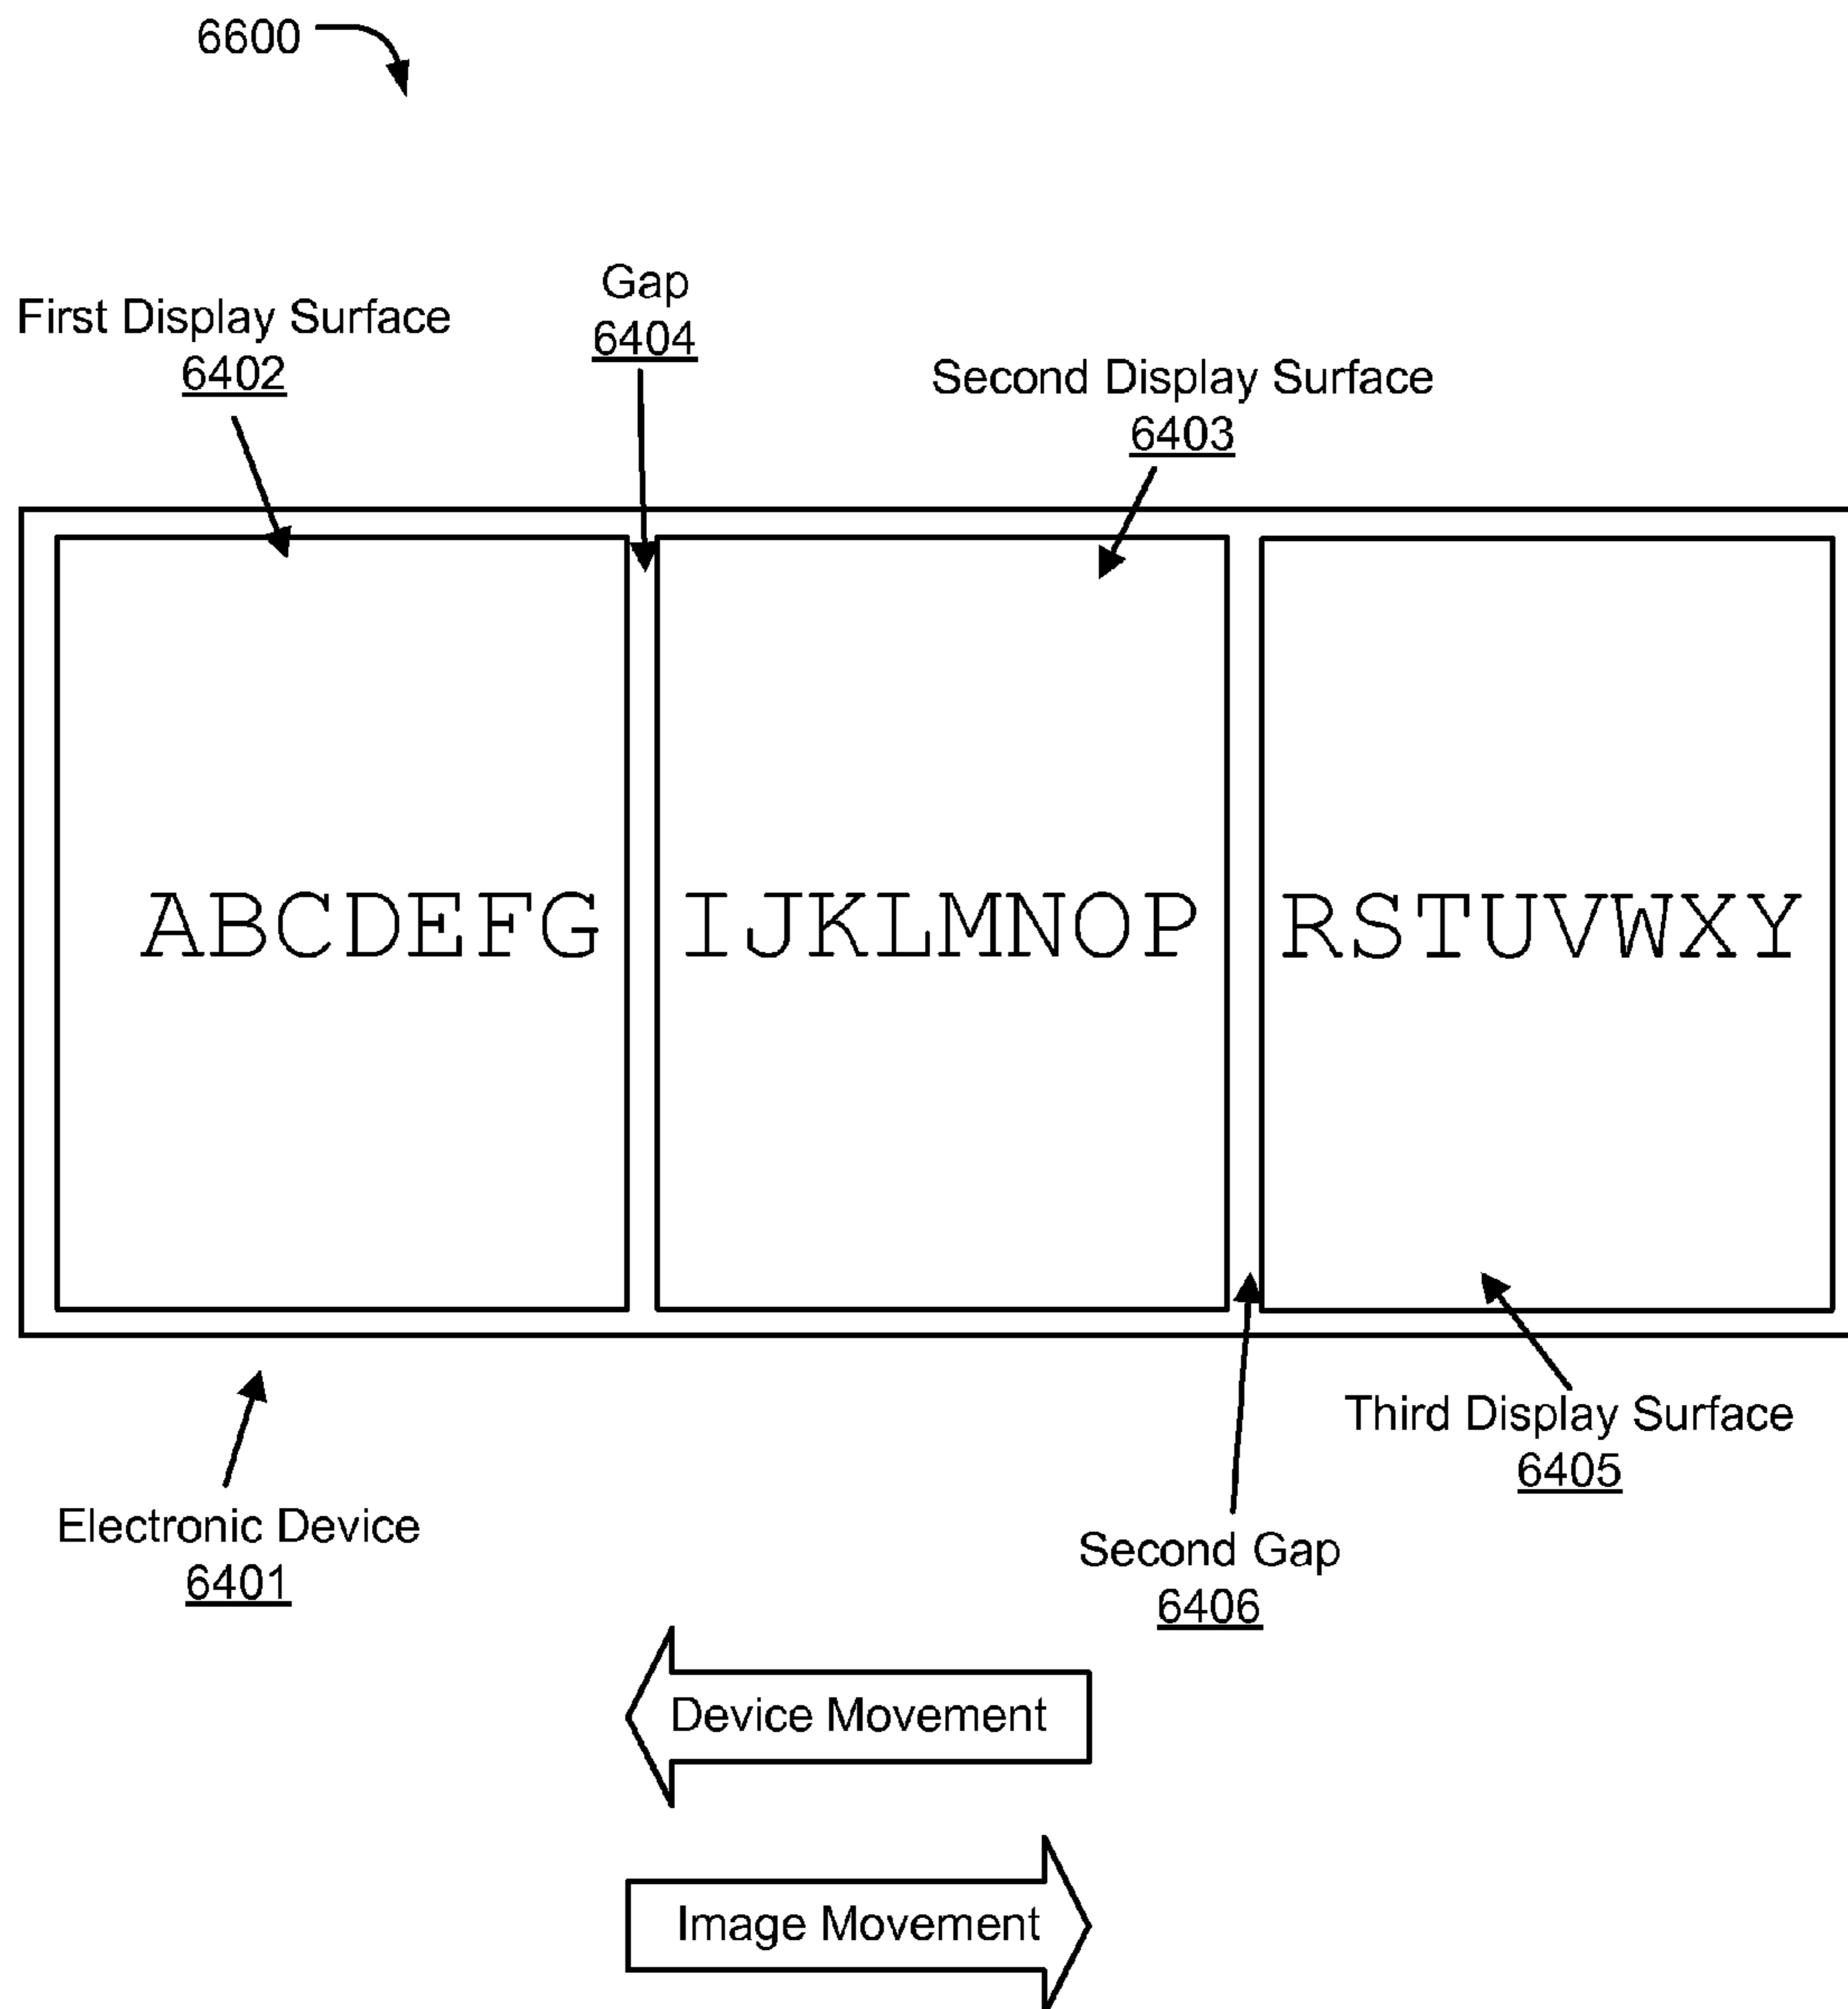 6600
First Display Surface
6402
Gap
6404
Second Display Surface
6403
ABCDEFG
IJKLMNOP
RSTUVWXY
Third Display Surface
6405
Electronic Device
6401
Second Gap
6406
Device Movement
Image Movement